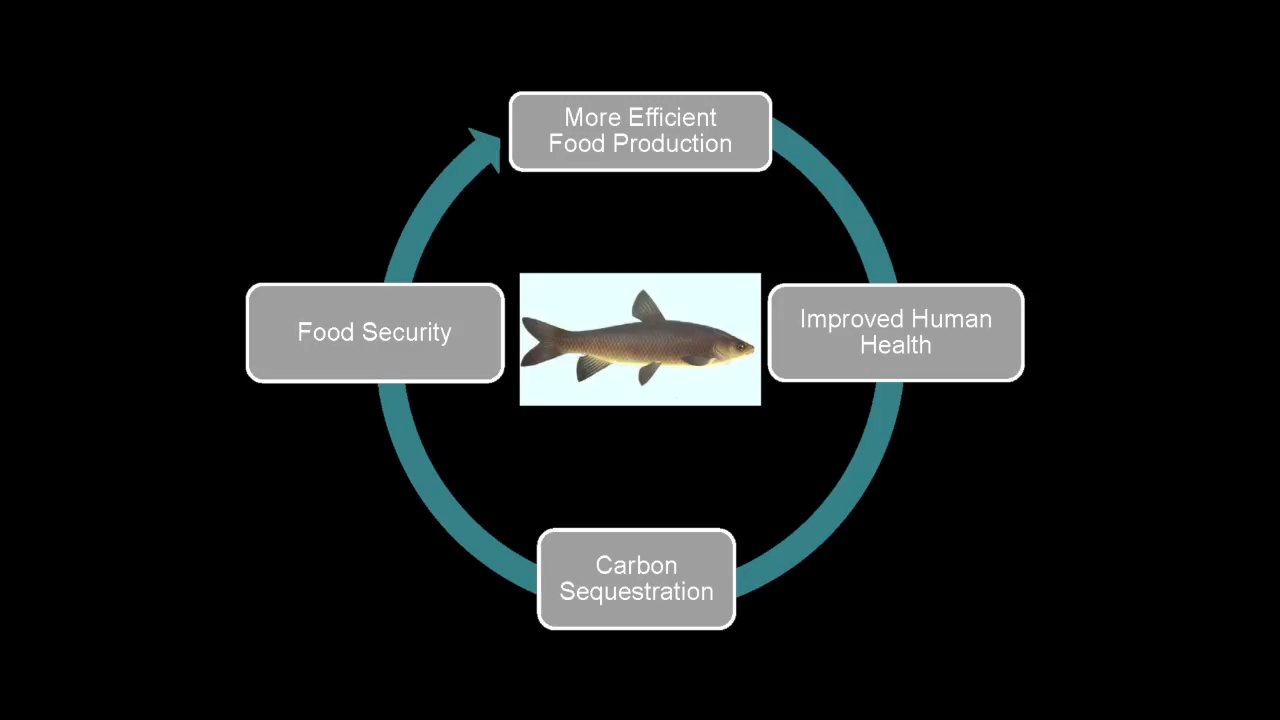 More Efficient
Food Production
Food Security
Improved Human
Health
Carbon
Sequestration